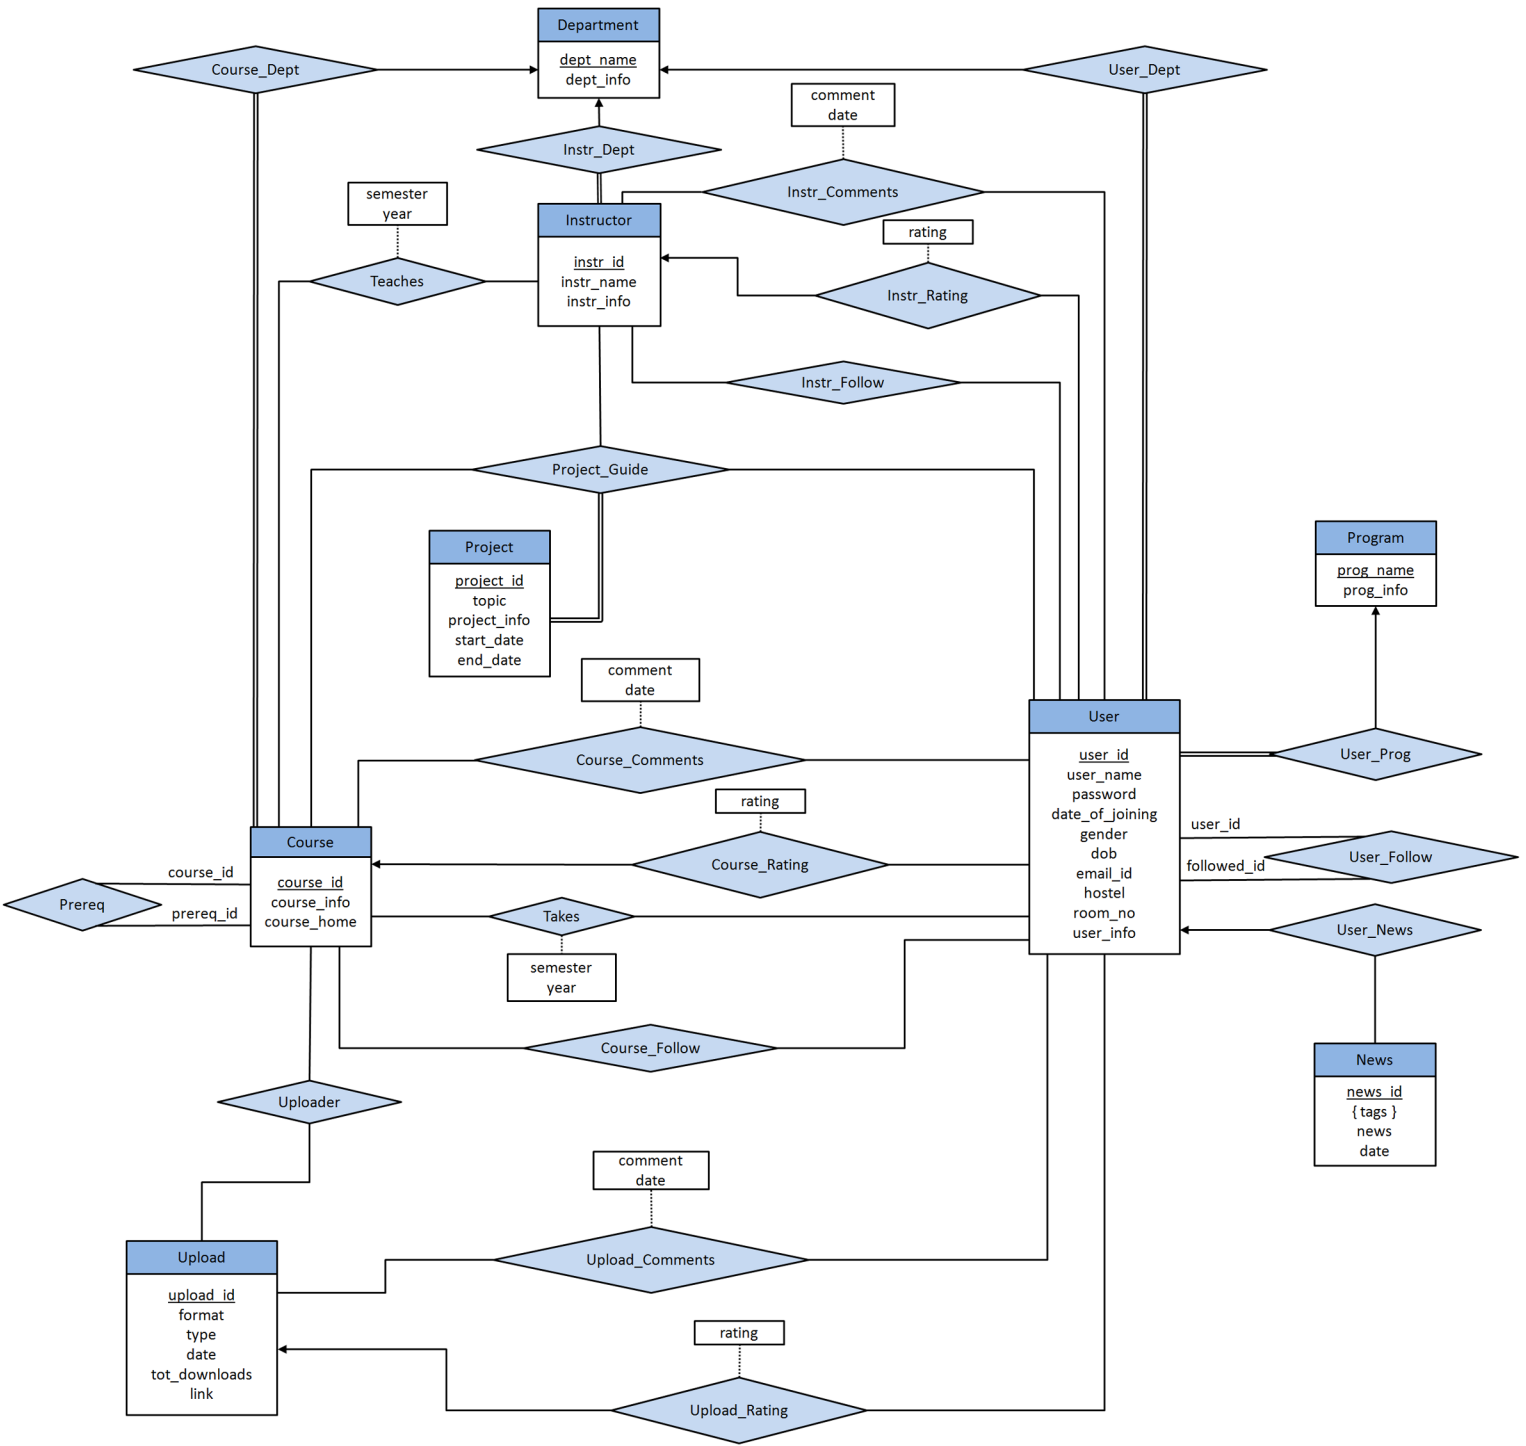 Department
dept_name
dept_info
Course_Dept
User_Dept
comment
date
Instr_Dept
Instr_Comments
semester
year
Instructor
instr_id
instr_name
instr_info
rating
Teaches
Instr_Rating
Instr_Follow
Project_Guide
Project
project_id
topic
project_info
start_date
end_date
Program
prog_name
prog_info
comment
date
Course_Comments
User
user_id
user_name
password
date_of_joining
gender
dob
email_id
hostel
room_no
user_info
User_Prog
rating
Course_Rating
user_id
followed_id
User_Follow
Course
course_id
course_info
course_home
course_id
prereq_id
Prereq
Takes
semester
year
User_News
Course_Follow
News
news_id
{ tags }
news
date
Uploader
comment
date
Upload_Comments
Upload
upload_id
format
type
date
tot_downloads
link
rating
Upload_Rating